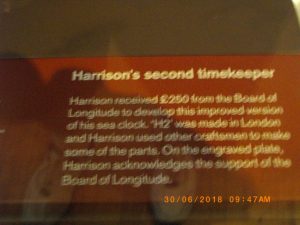 Harrison's second timekeeper
Harrison received £250 from the Board of
Longitude to develop this improved version
of his sea clock. 'H2' was made in London
and Harrison used other craftsmen to make
some of the parts. On the engraved plate,
Harrison acknowledges the support of the
Board of Longitude.
30/06/2018 09:47AM